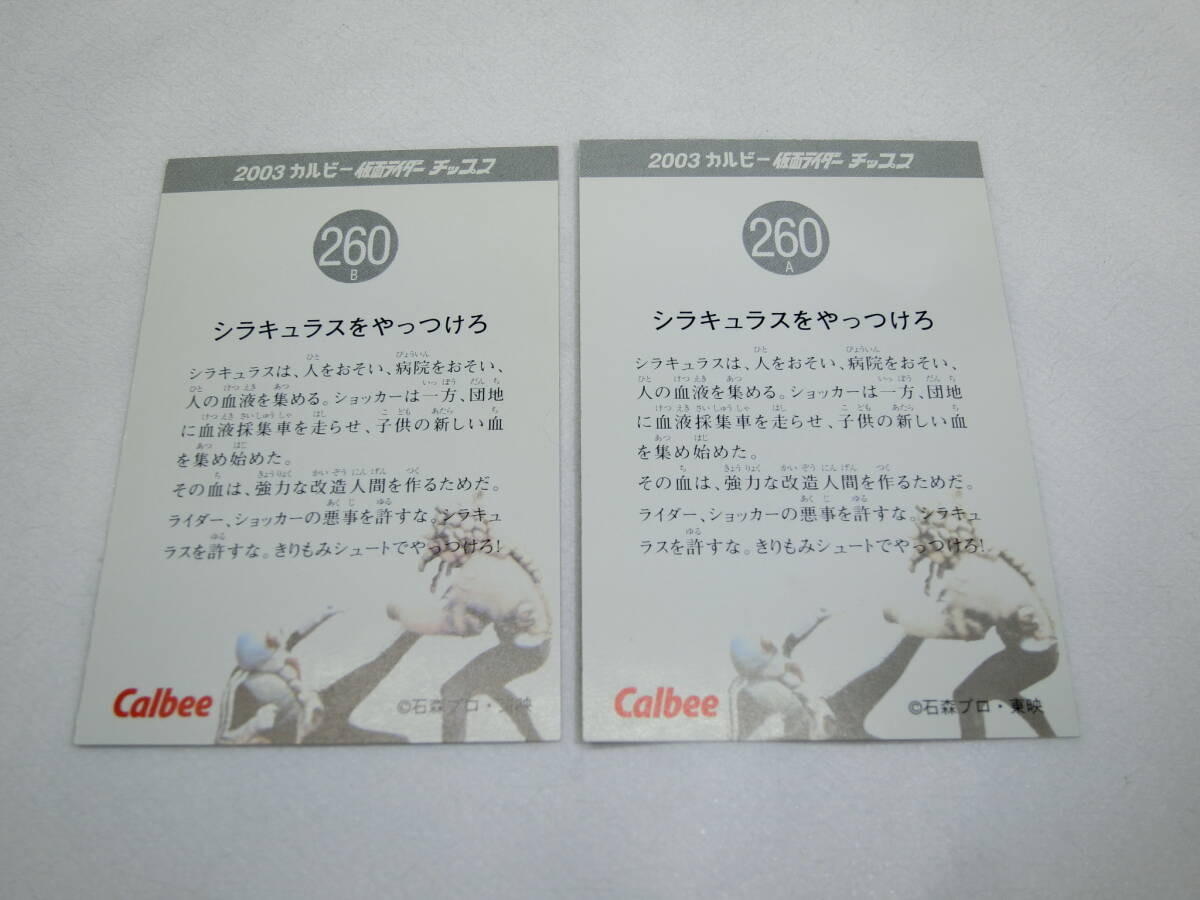 2003 カルビー 仮面ライダー チップス
260
B
シラキュラスをやっつけろ
シラキュラスは、人をおそい、病院をおそい、
人の血液を集める。ショッカーは一方、団地
に血液採集車を走らせ、子供の新しい血
を集め始めた。
その血は、強力な改造人間を作るためだ。
ライダー、ショッカーの悪事を許すな。シラキュ
ラスを許すな。きりもみシュートでやっつけろ!
Calbee
©石森プロ・東映
2003 カルビー 仮面ライダー チップス
260
A
シラキュラスをやっつけろ
シラキュラスは、人をおそい、病院をおそい、
人の血液を集める。ショッカーは一方、団地
に血液採集車を走らせ、子供の新しい血
を集め始めた。
その血は、強力な改造人間を作るためだ。
ライダー、ショッカーの悪事を許すな。シラキュ
ラスを許すな。きりもみシュートでやっつけろ!
Calbee
©石森プロ・東映